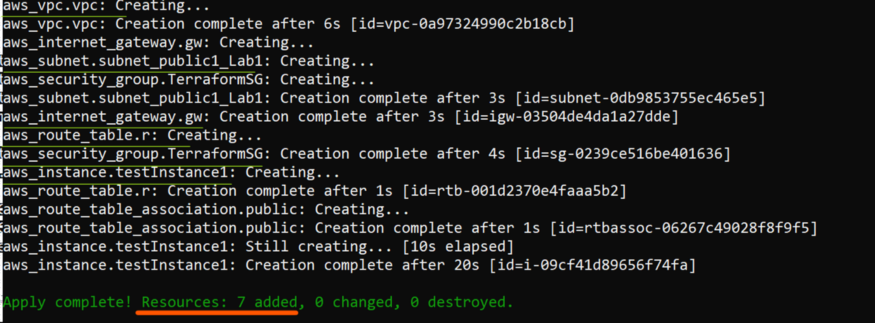 aws_vpc.vpc: Creating...
aws_vpc.vpc: Creation complete after 6s [id=vpc-0a97324990c2b18cb]
aws_internet_gateway.gw: Creating...
aws_subnet.subnet_public1_Lab1: Creating...
aws_security_group.TerraformSG: Creating...
aws_subnet.subnet_public1_Lab1: Creation complete after 3s [id=subnet-0db9853755ec465e5]
aws_internet_gateway.gw: Creation complete after 3s [id=igw-03504de4da1a27dde]
aws_route_table.r: Creating...
aws_security_group.TerraformSG: Creation complete after 4s [id=sg-0239ce516be401636]
aws_instance.testInstance1: Creating...
aws_route_table.r: Creation complete after 1s [id=rtb-001d2370e4faaa5b2]
aws_route_table_association.public: Creating...
aws_route_table_association.public: Creation complete after 1s [id=rtbassoc-06267c49028f8f9f5]
aws_instance.testInstance1: Still creating... [10s elapsed]
aws_instance.testInstance1: Creation complete after 20s [id=i-09cf41d89656f74fa]
Apply complete! Resources: 7 added, 0 changed, 0 destroyed.